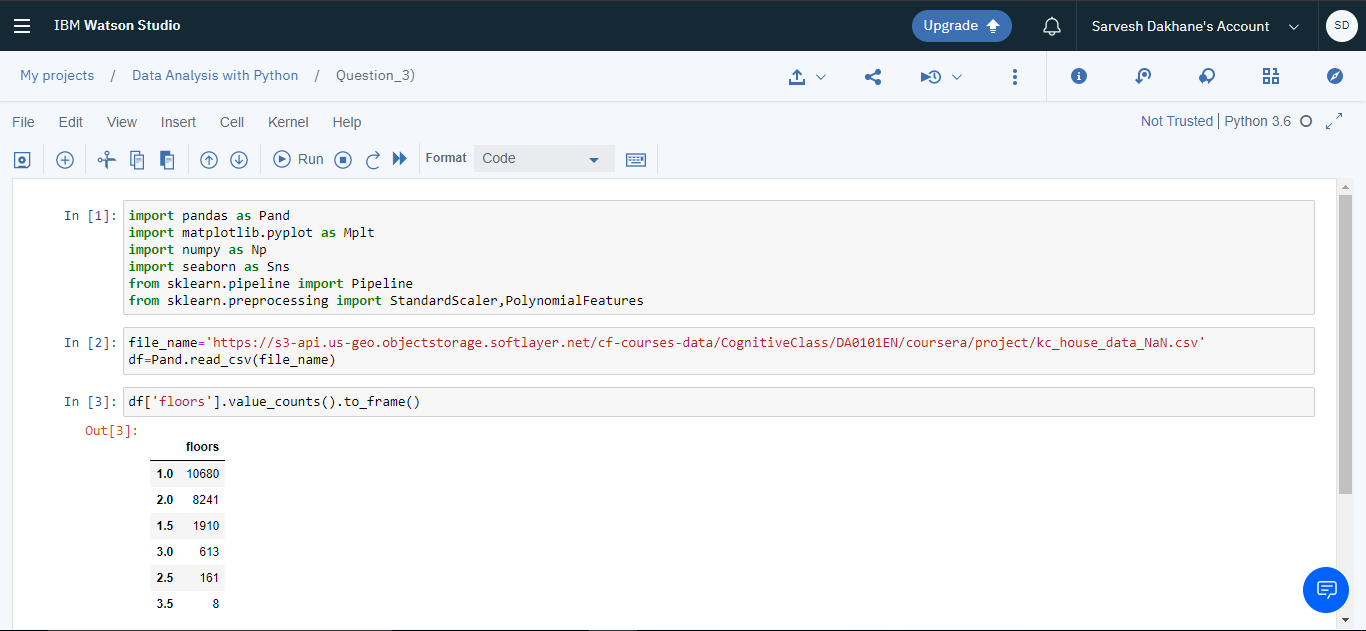 IBM Watson Studio
Upgrade
Sarvesh Dakhane's Account
SD
My projects / Data Analysis with Python / Question_3)
File Edit View Insert Cell Kernel Help
Not Trusted | Python 3.6
Run
Format
Code
In [1]:
import pandas as Pand
import matplotlib.pyplot as Mplt
import numpy as Np
import seaborn as Sns
from sklearn.pipeline import Pipeline
from sklearn.preprocessing import StandardScaler,PolynomialFeatures
In [2]:
file_name='https://s3-api.us-geo.objectstorage.softlayer.net/cf-courses-data/CognitiveClass/DA0101EN/coursera/project/kc_house_data_NaN.csv'
df=Pand.read_csv(file_name)
In [3]:
df['floors'].value_counts().to_frame()
Out[3]:
floors
1.0 10680
2.0 8241
1.5 1910
3.0 613
2.5 161
3.5 8